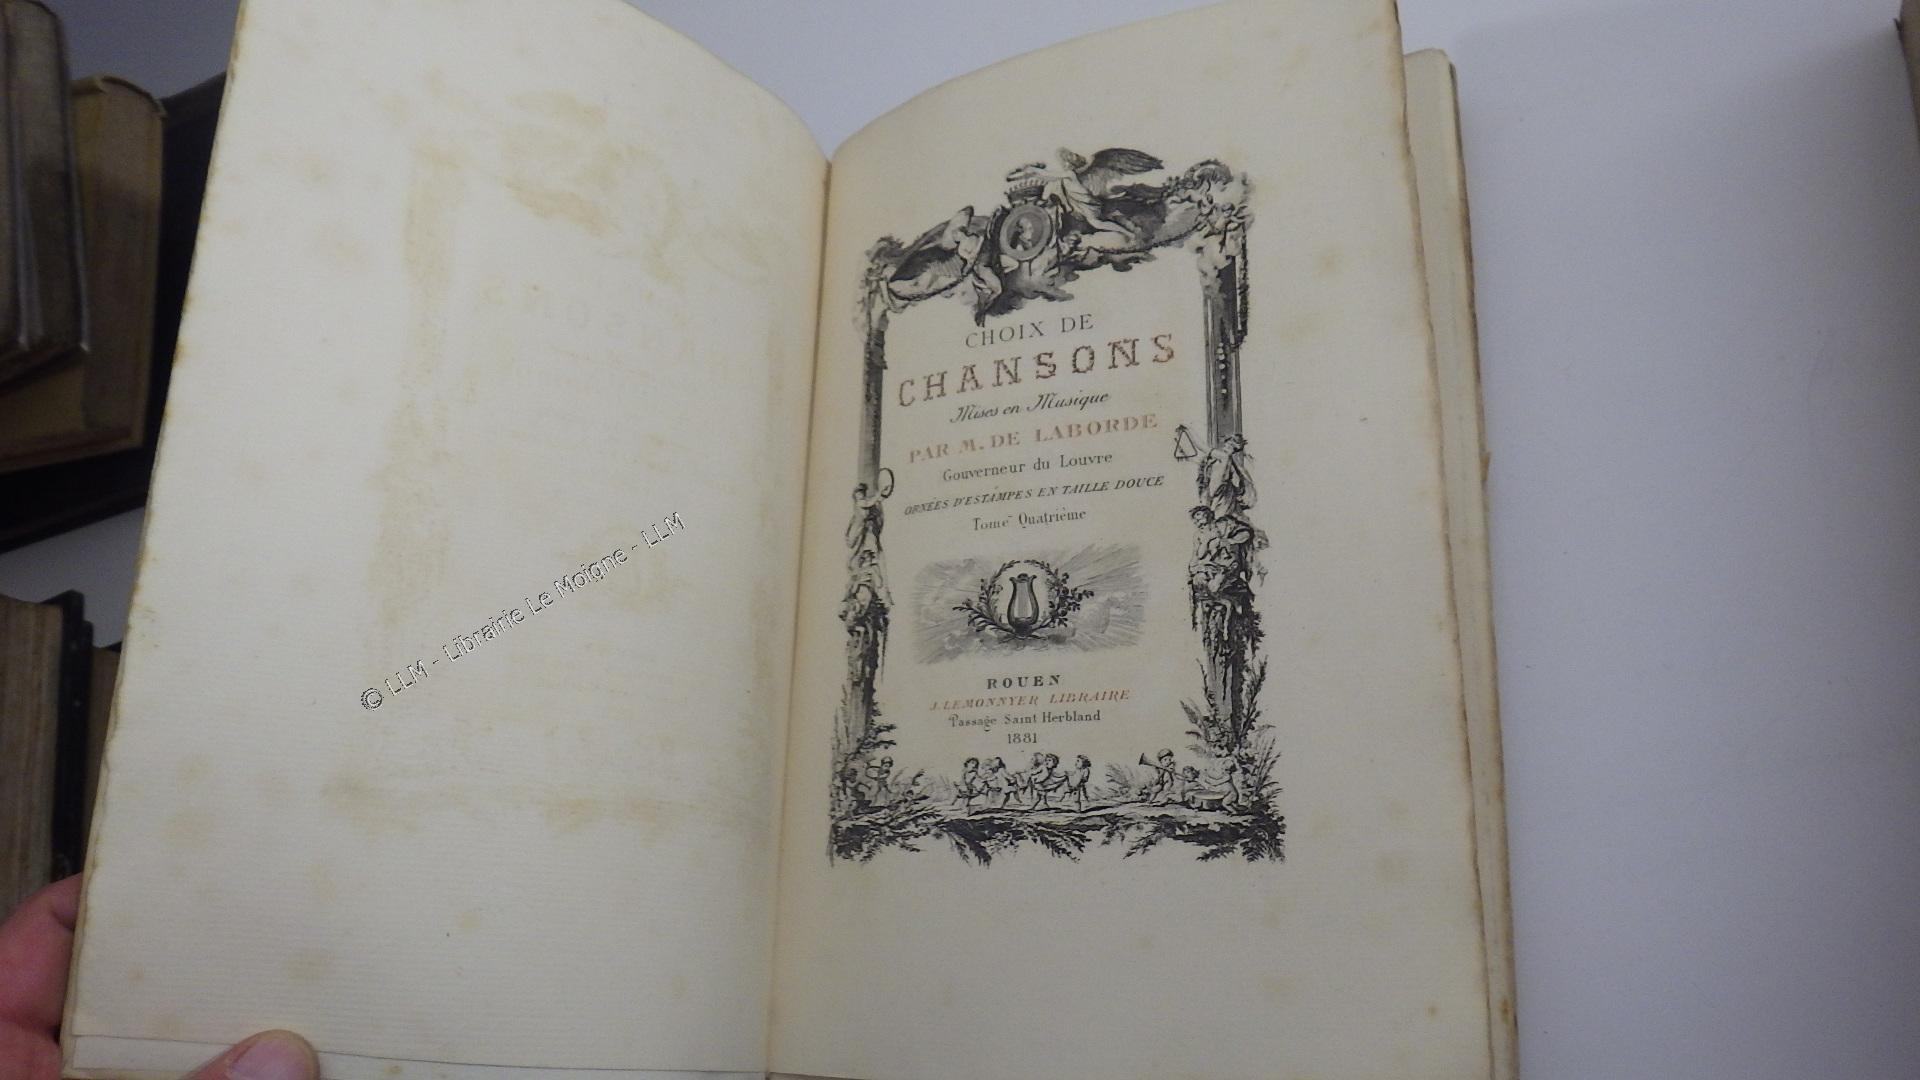 CHOIX DE
CHANSONS
Mises en Musique
PAR M. DE LABORDE
Gouverneur du Louvre
ORNÉES D'ESTAMPES EN TAILLE DOUCE
Tome Quatrième
ROUEN
J. LEMONNYER LIBRAIRE
Passage Saint Herbland
1881
© LLM - Librairie Le Moigne - LLM